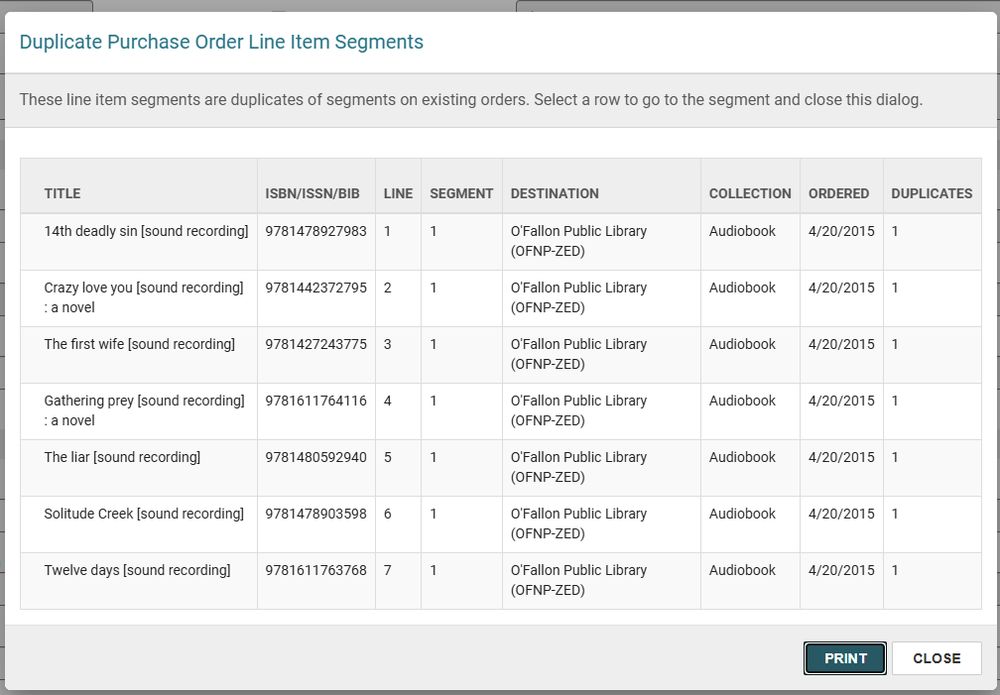 Duplicate Purchase Order Line Item Segments
These line item segments are duplicates of segments on existing orders. Select a row to go to the segment and close this dialog.
TITLE ISBN/ISSN/BIB LINE SEGMENT DESTINATION COLLECTION ORDERED DUPLICATES
14th deadly sin [sound recording] 9781478927983 1 1 O'Fallon Public Library Audiobook 4/20/2015 1
(OFNP-ZED)
Crazy love you [sound recording] 9781442372795 2 1 O'Fallon Public Library Audiobook 4/20/2015 1
: a novel (OFNP-ZED)
The first wife [sound recording] 9781427243775 3 1 O'Fallon Public Library Audiobook 4/20/2015 1
(OFNP-ZED)
Gathering prey [sound recording] 9781611764116 4 1 O'Fallon Public Library Audiobook 4/20/2015 1
: a novel (OFNP-ZED)
The liar [sound recording] 9781480592940 5 1 O'Fallon Public Library Audiobook 4/20/2015 1
(OFNP-ZED)
Solitude Creek [sound recording] 9781478903598 6 1 O'Fallon Public Library Audiobook 4/20/2015 1
(OFNP-ZED)
Twelve days [sound recording] 9781611763768 7 1 O'Fallon Public Library Audiobook 4/20/2015 1
(OFNP-ZED)
PRINT CLOSE